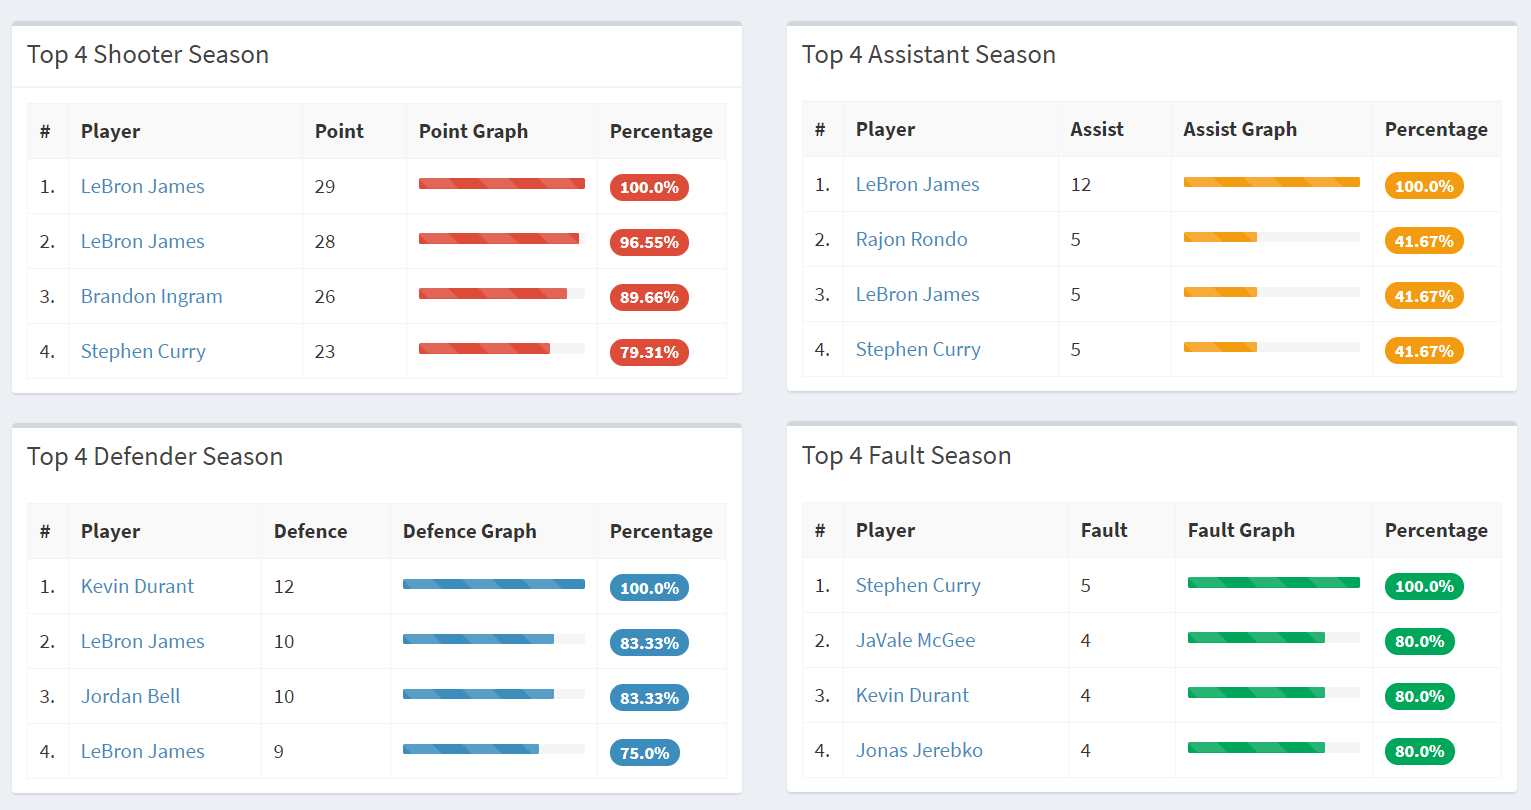 Top 4 Shooter Season
# Player Point Point Graph Percentage
1. LeBron James 29 100.0%
2. LeBron James 28 96.55%
3. Brandon Ingram 26 89.66%
4. Stephen Curry 23 79.31%
Top 4 Assistant Season
# Player Assist Assist Graph Percentage
1. LeBron James 12 100.0%
2. Rajon Rondo 5 41.67%
3. LeBron James 5 41.67%
4. Stephen Curry 5 41.67%
Top 4 Defender Season
# Player Defence Defence Graph Percentage
1. Kevin Durant 12 100.0%
2. LeBron James 10 83.33%
3. Jordan Bell 10 83.33%
4. LeBron James 9 75.0%
Top 4 Fault Season
# Player Fault Fault Graph Percentage
1. Stephen Curry 5 100.0%
2. JaVale McGee 4 80.0%
3. Kevin Durant 4 80.0%
4. Jonas Jerebko 4 80.0%